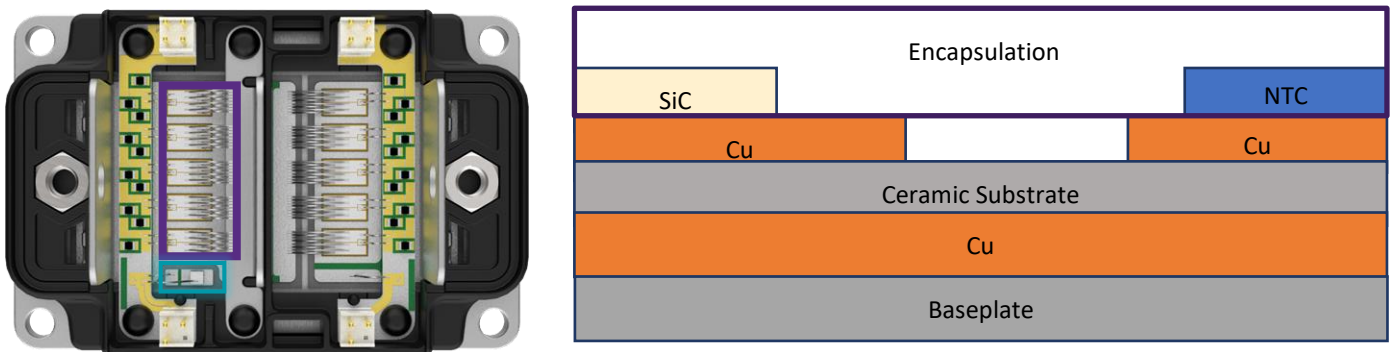 Encapsulation
SiC
NTC
Cu
Cu
Ceramic Substrate
Cu
Baseplate